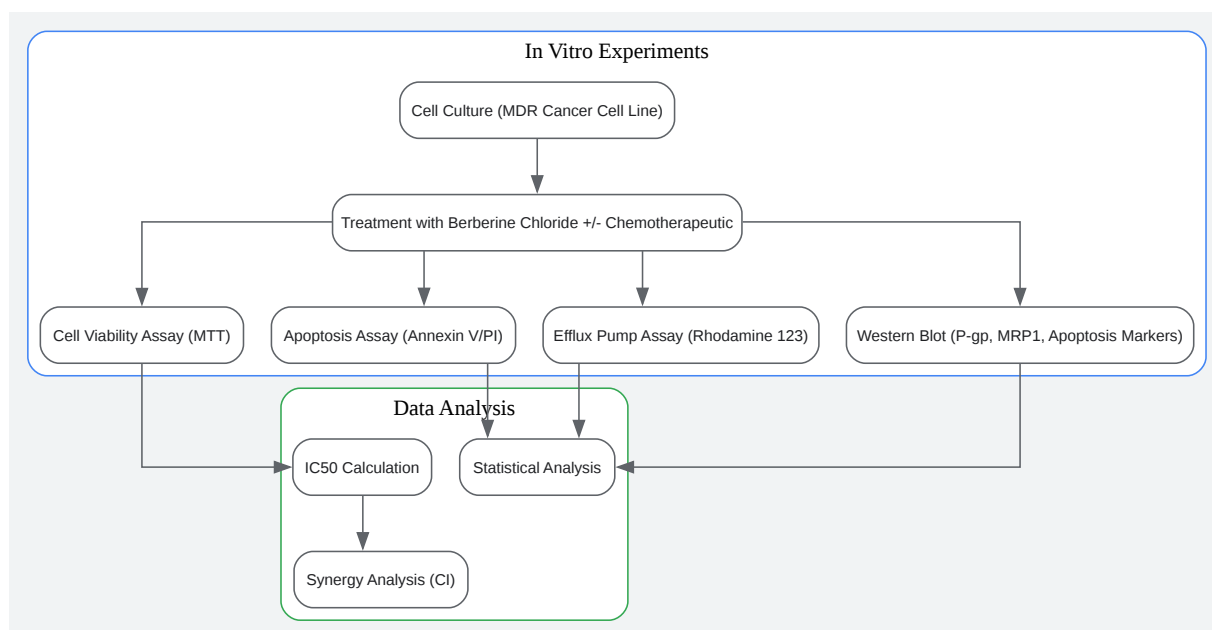 In Vitro Experiments
Cell Culture (MDR Cancer Cell Line)
Treatment with Berberine Chloride +/- Chemotherapeutic
Cell Viability Assay (MTT)
Apoptosis Assay (Annexin V/PI)
Efflux Pump Assay (Rhodamine 123)
Western Blot (P-gp, MRP1, Apoptosis Markers)
Data Analysis
IC50 Calculation
Statistical Analysis
Synergy Analysis (CI)